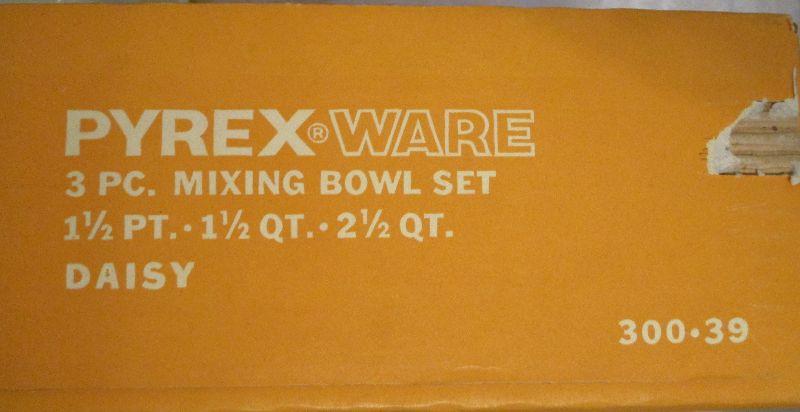 PYREX®WARE
3 PC. MIXING BOWL SET
1½ PT.•1½ QT.•2½ QT.
DAISY
300•39